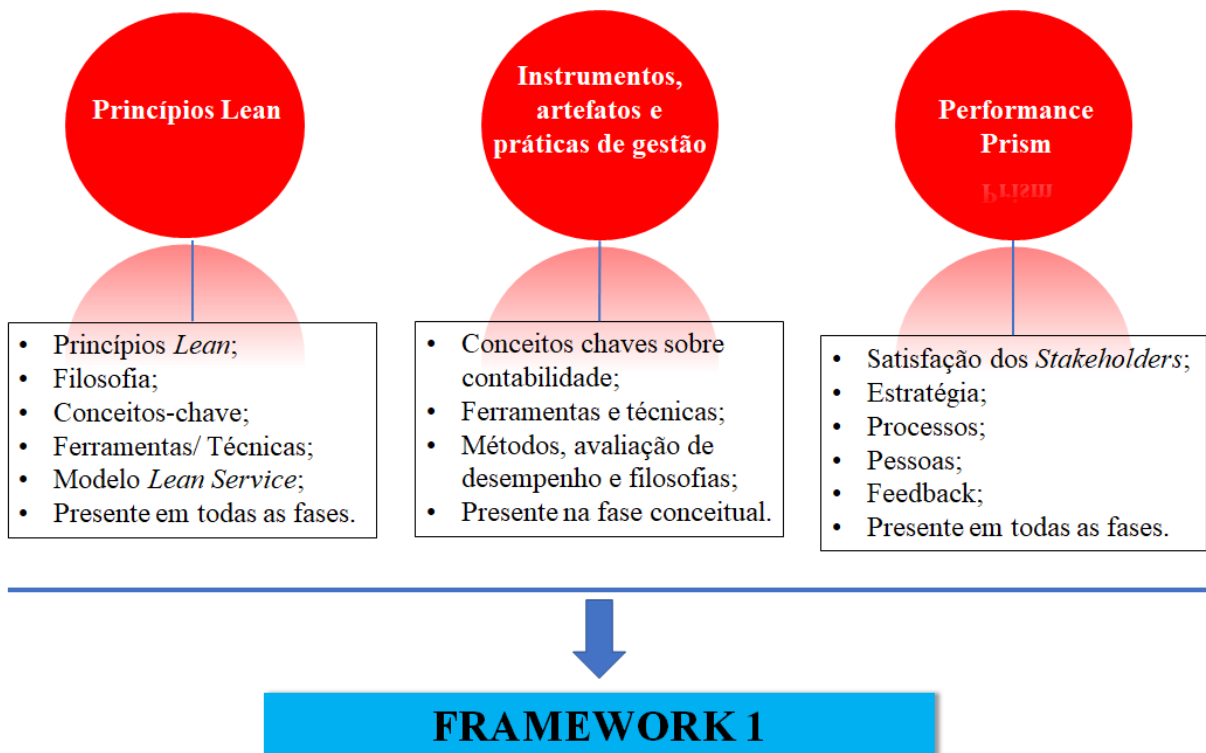 Princípios Lean
Instrumentos,
artefatos e
práticas de gestão
Performance
Prism
• Princípios Lean;
• Filosofia;
• Conceitos-chave;
• Ferramentas/ Técnicas;
• Modelo Lean Service;
• Presente em todas as fases.
• Conceitos chaves sobre
contabilidade;
• Ferramentas e técnicas;
• Métodos, avaliação de
desempenho e filosofias;
• Presente na fase conceitual.
• Satisfação dos Stakeholders;
• Estratégia;
• Processos;
• Pessoas;
• Feedback;
• Presente em todas as fases.
FRAMEWORK 1